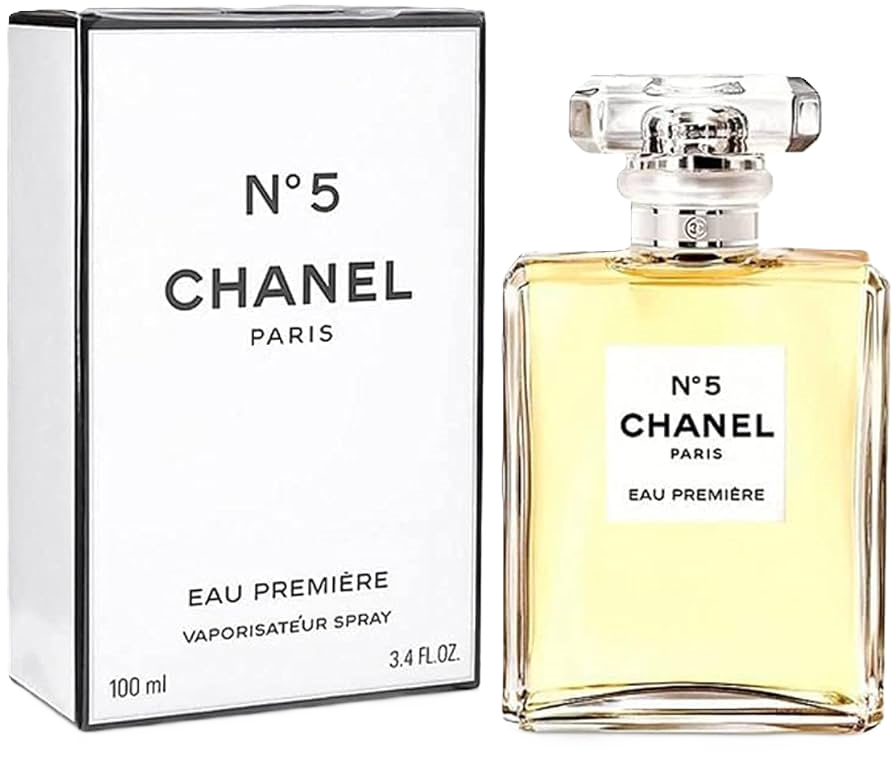 N°5
CHANEL
PARIS
EAU PREMIÈRE
VAPORISATEUR SPRAY
100 ml
3.4 FL.OZ.
N°5
CHANEL
PARIS
EAU PREMIÈRE